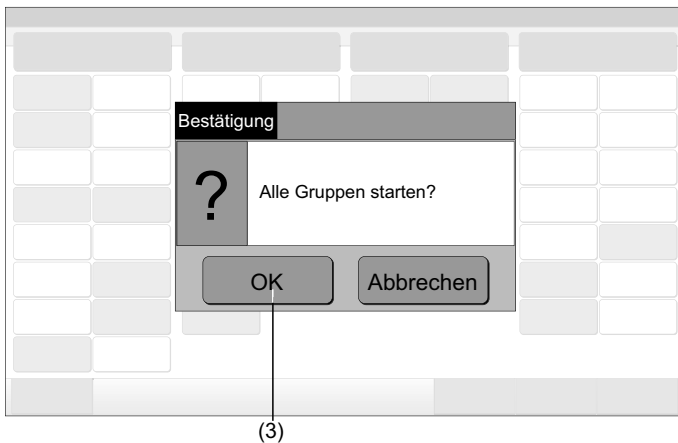 Bestätigung
?
Alle Gruppen starten?
OK
Abbrechen
(3)